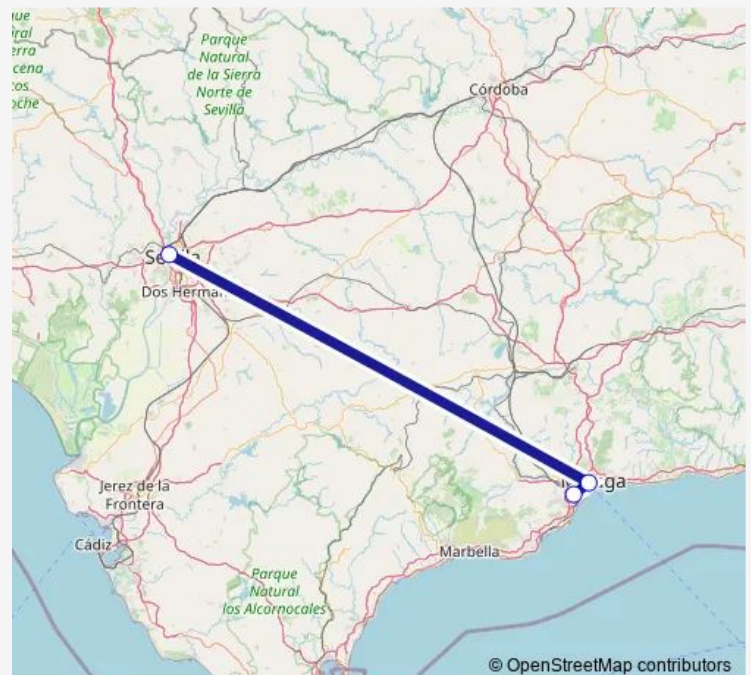 Parque
Natural
de la Sierra
Norte de
Sevilla
Córdoba
Dos Herma
Jerez de la
Frontera
Cádiz
Marbella
Parque
Natural
los Alcornocales
© OpenStreetMap contributors